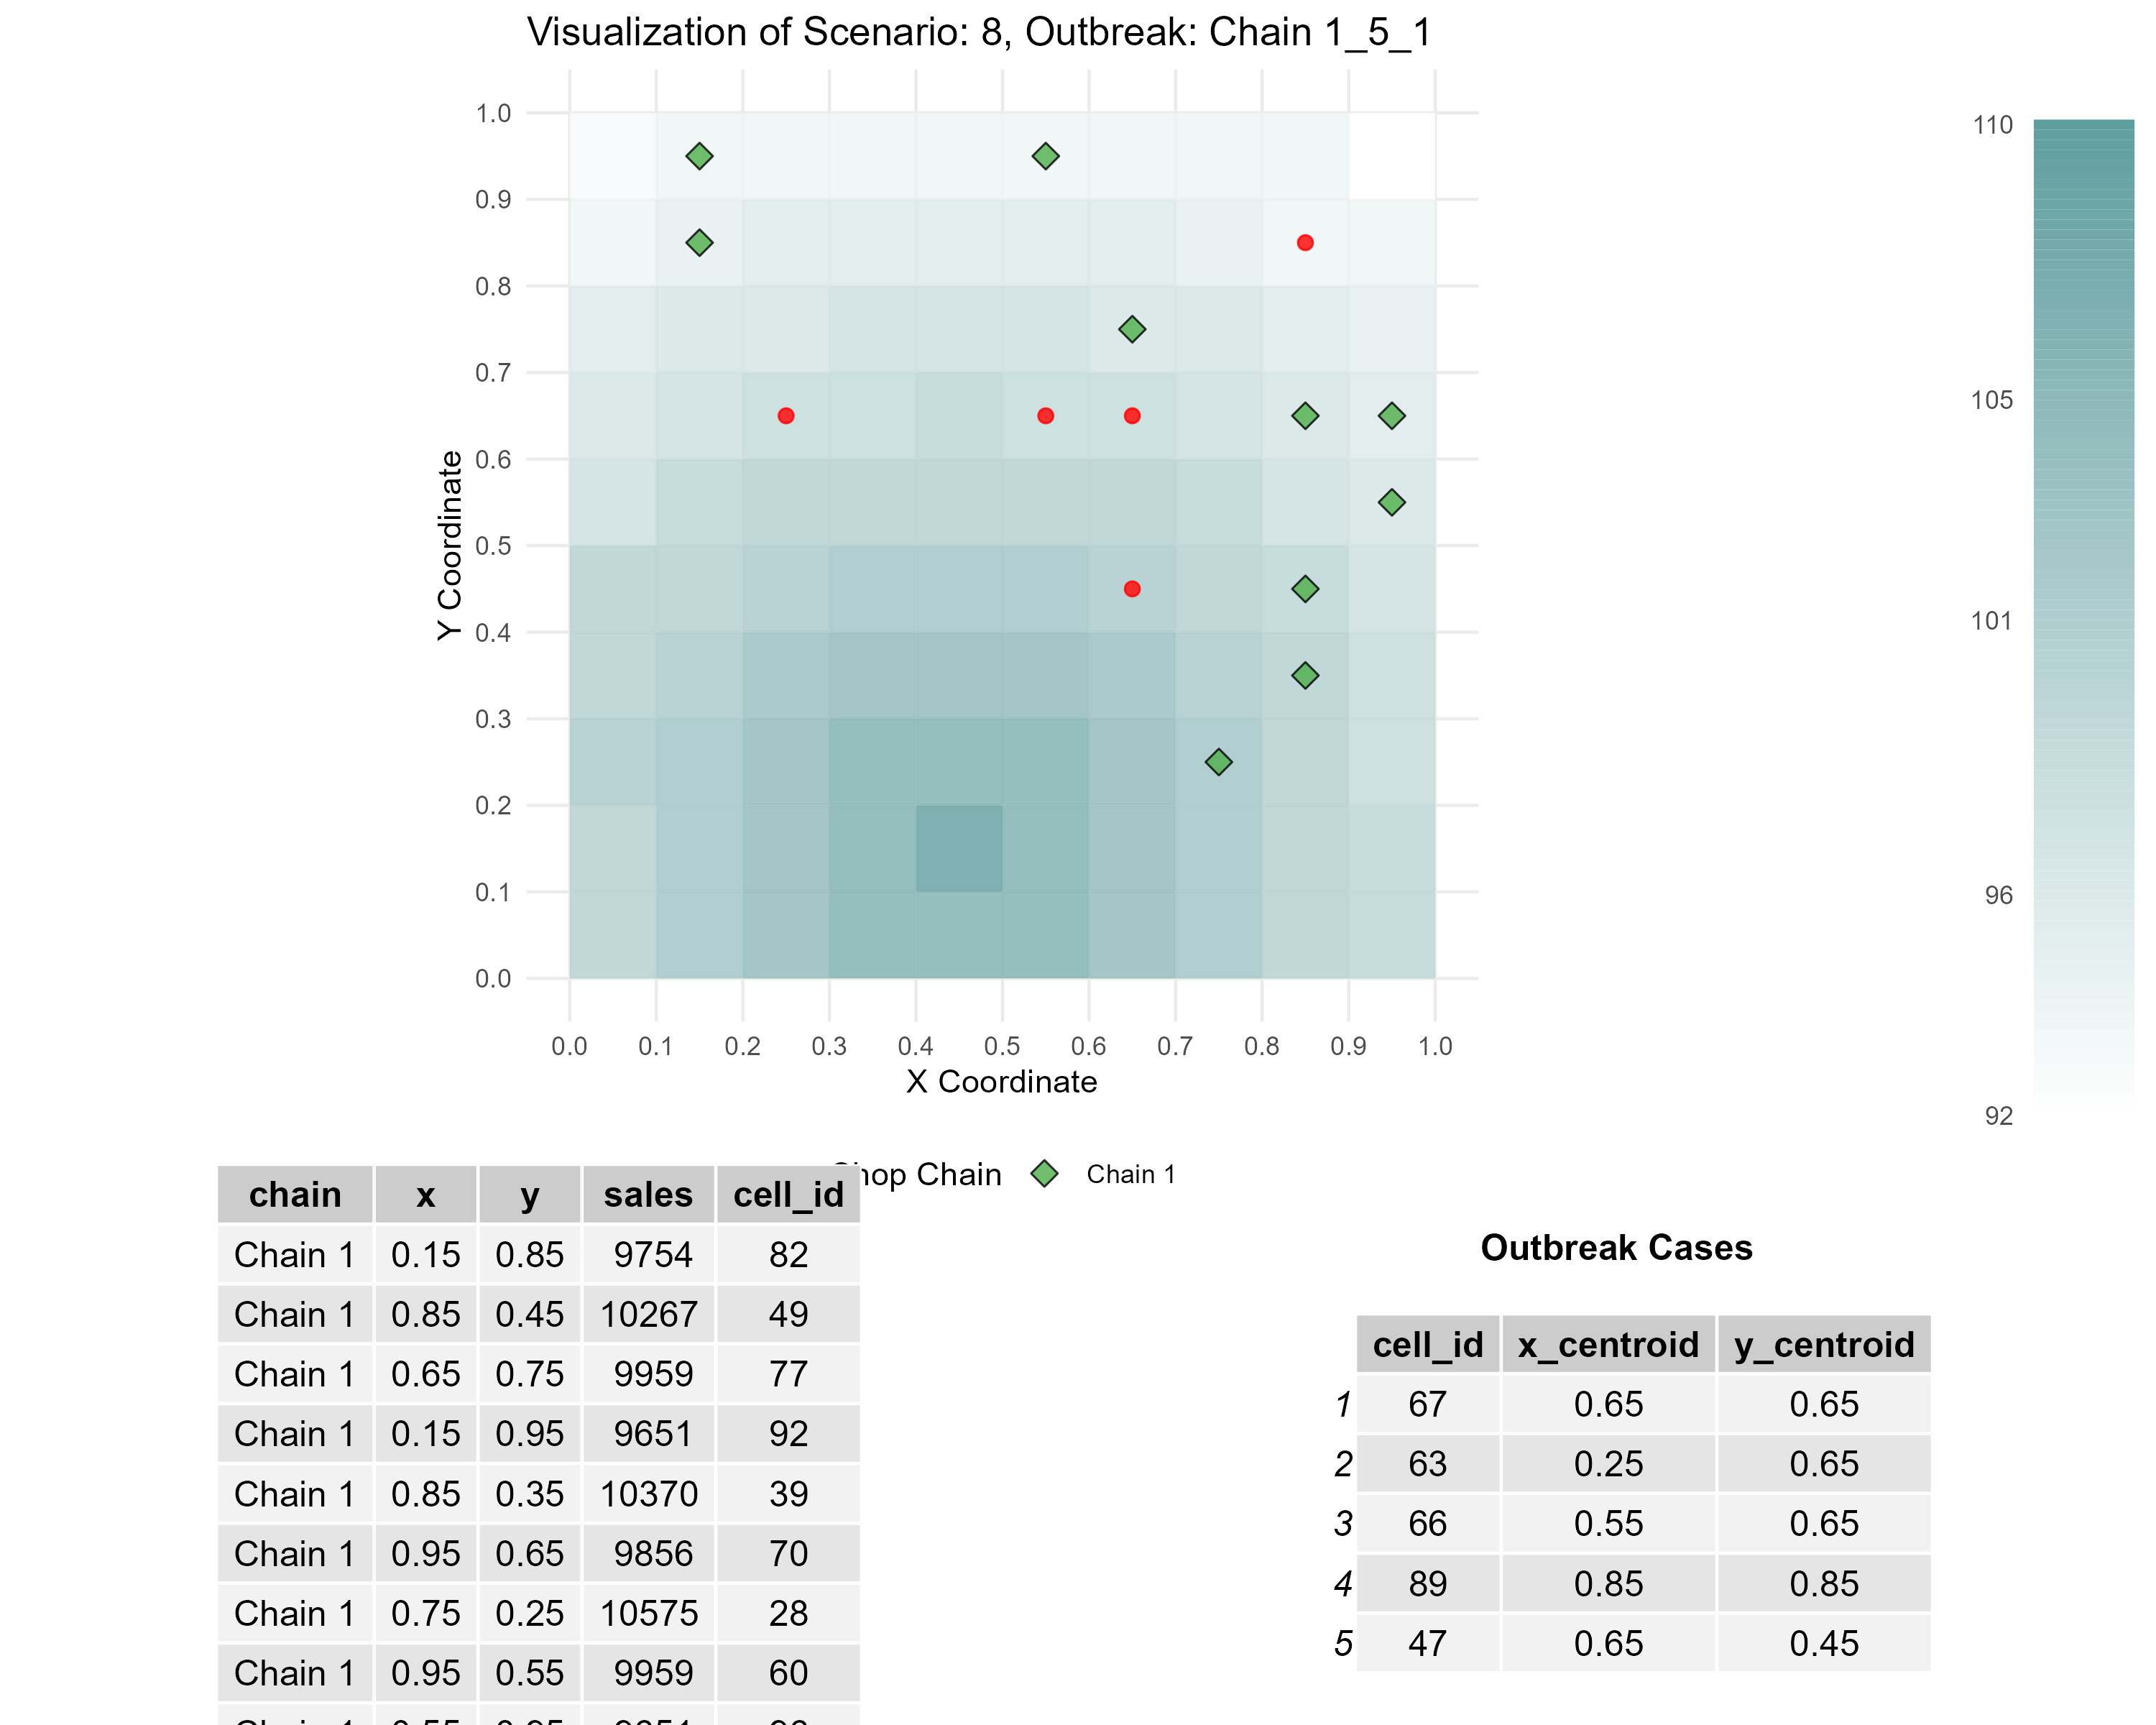 Visualization of Scenario: 8, Outbreak: Chain 1_5_1
1.0
0.9
0.8
0.7
0.6
0.5
0.4
0.3
0.2
0.1
0.0
Y Coordinate
0.0 0.1 0.2 0.3 0.4 0.5 0.6 0.7 0.8 0.9 1.0
X Coordinate
110
105
101
96
92
hop Chain Chain 1
chain x y sales cell_id
Chain 1 0.15 0.85 9754 82
Chain 1 0.85 0.45 10267 49
Chain 1 0.65 0.75 9959 77
Chain 1 0.15 0.95 9651 92
Chain 1 0.85 0.35 10370 39
Chain 1 0.95 0.65 9856 70
Chain 1 0.75 0.25 10575 28
Chain 1 0.95 0.55 9959 60
Outbreak Cases
cell_id x_centroid y_centroid
1 67 0.65 0.65
2 63 0.25 0.65
3 66 0.55 0.65
4 89 0.85 0.85
5 47 0.65 0.45